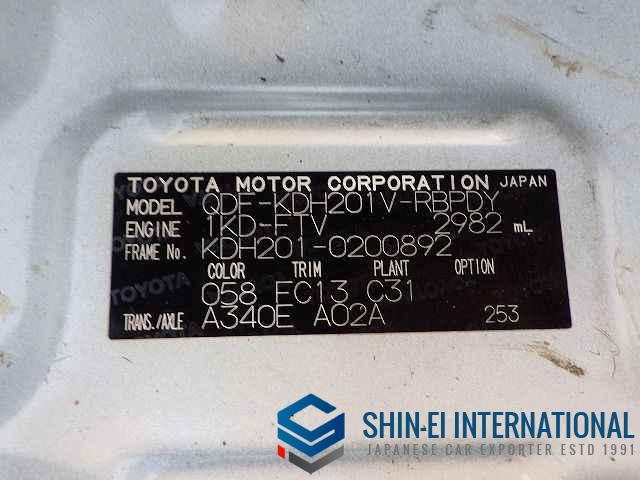 TOYOTA MOTOR CORPORATION JAPAN
MODEL QDF-KDH201V-RBPDY
ENGINE 1KD-FTV 2982 mL
FRAME No. KDH201-0200892
COLOR TRIM PLANT OPTION
058 FC13 C31
TRANS./AXLE A340E A02A 253
SHIN-EI INTERNATIONAL
JAPANESE CAR EXPORTER ESTD 1991